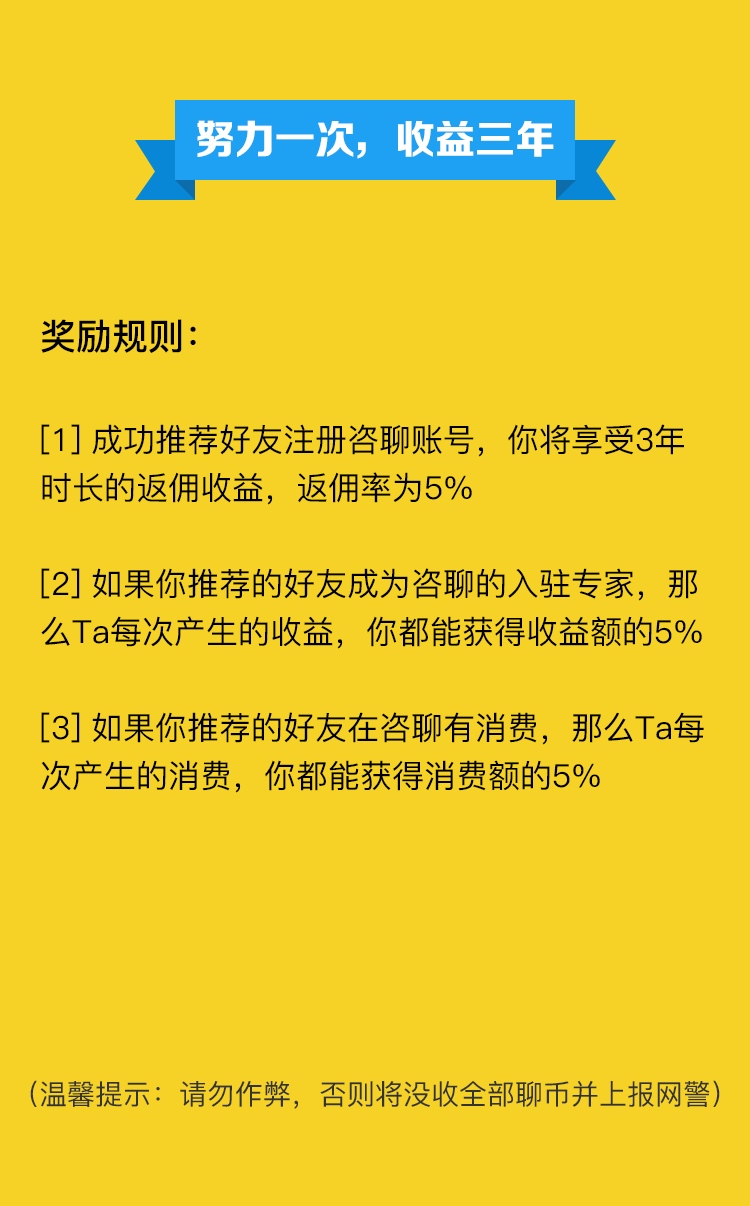 努力一次，收益三年
奖励规则：
[1] 成功推荐好友注册咨聊账号，你将享受3年
时长的返佣收益，返佣率为5%
[2] 如果你推荐的好友成为咨聊的入驻专家，那
么Ta每次产生的收益，你都能获得收益额的5%
[3] 如果你推荐的好友在咨聊有消费，那么Ta每
次产生的消费，你都能获得消费额的5%
（温馨提示：请勿作弊，否则将没收全部聊币并上报网警）